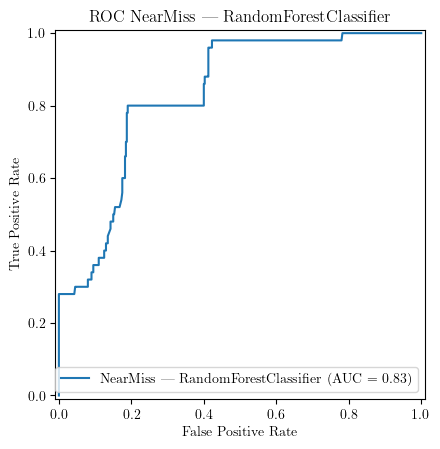 ROC NearMiss — RandomForestClassifier
1.0
0.8
0.6
0.4
0.2
0.0
True Positive Rate
NearMiss — RandomForestClassifier (AUC = 0.83)
0.0 0.2 0.4 0.6 0.8 1.0
False Positive Rate